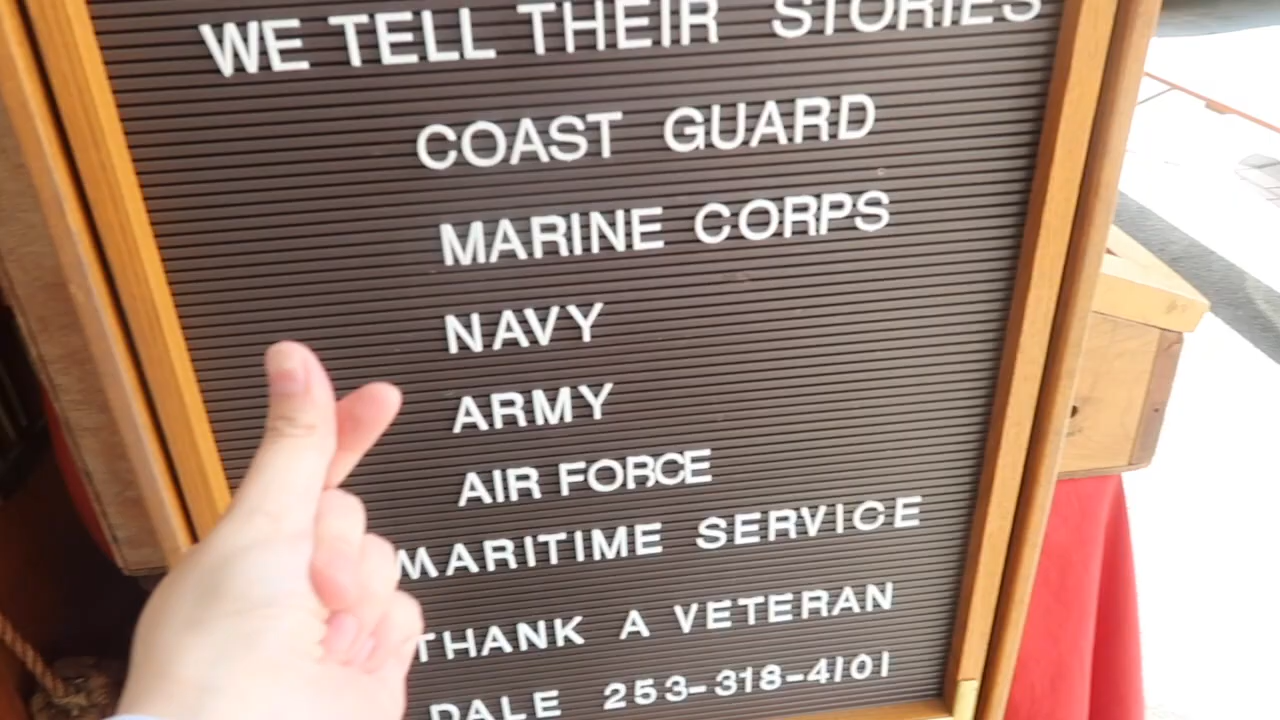 WE TELL THEIR STORIES
COAST GUARD
MARINE CORPS
NAVY
ARMY
AIR FORCE
MARITIME SERVICE
THANK A VETERAN
DALE 253-318-4101